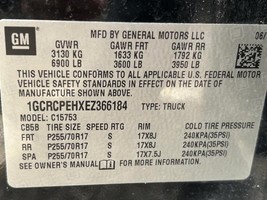 GM
MFD BY GENERAL MOTORS LLC
GVWR GAWR FRT GAWR RR
3130 KG 1633 KG 1792 KG
6900 LB 3600 LB 3950 LB
THIS VEHICLE CONFORMS TO ALL APPLICABLE U.S. FEDERAL MOTOR
VEHICLE SAFETY STANDARDS IN EFFECT ON THE DATE OF
MANUFACTURE SHOWN ABOVE.
1GCRCPEHXEZ366184 TYPE: TRUCK
MODEL: C15753
CB5B TIRE SIZE SPEED RTG RIM COLD TIRE PRESSURE
FRT P255/70R17 S 17X8J 240KPA(35PSI)
RR P255/70R17 S 17X8J 240KPA(35PSI)
SPA P255/70R17 S 17X7.5J 240KPA(35PSI)
SEE OWNER'S MANUAL